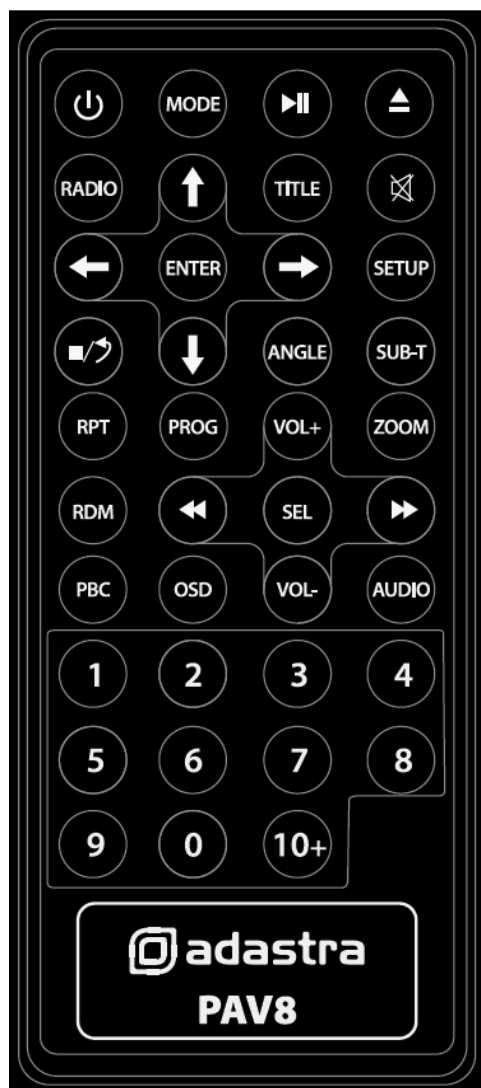 MODE
RADIO TITLE
ENTER SETUP
ANGLE SUB-T
RPT PROG VOL+ ZOOM
RDM SEL
PBC OSD VOL- AUDIO
1 2 3 4
5 6 7 8
9 0 10+
adastra
PAV8